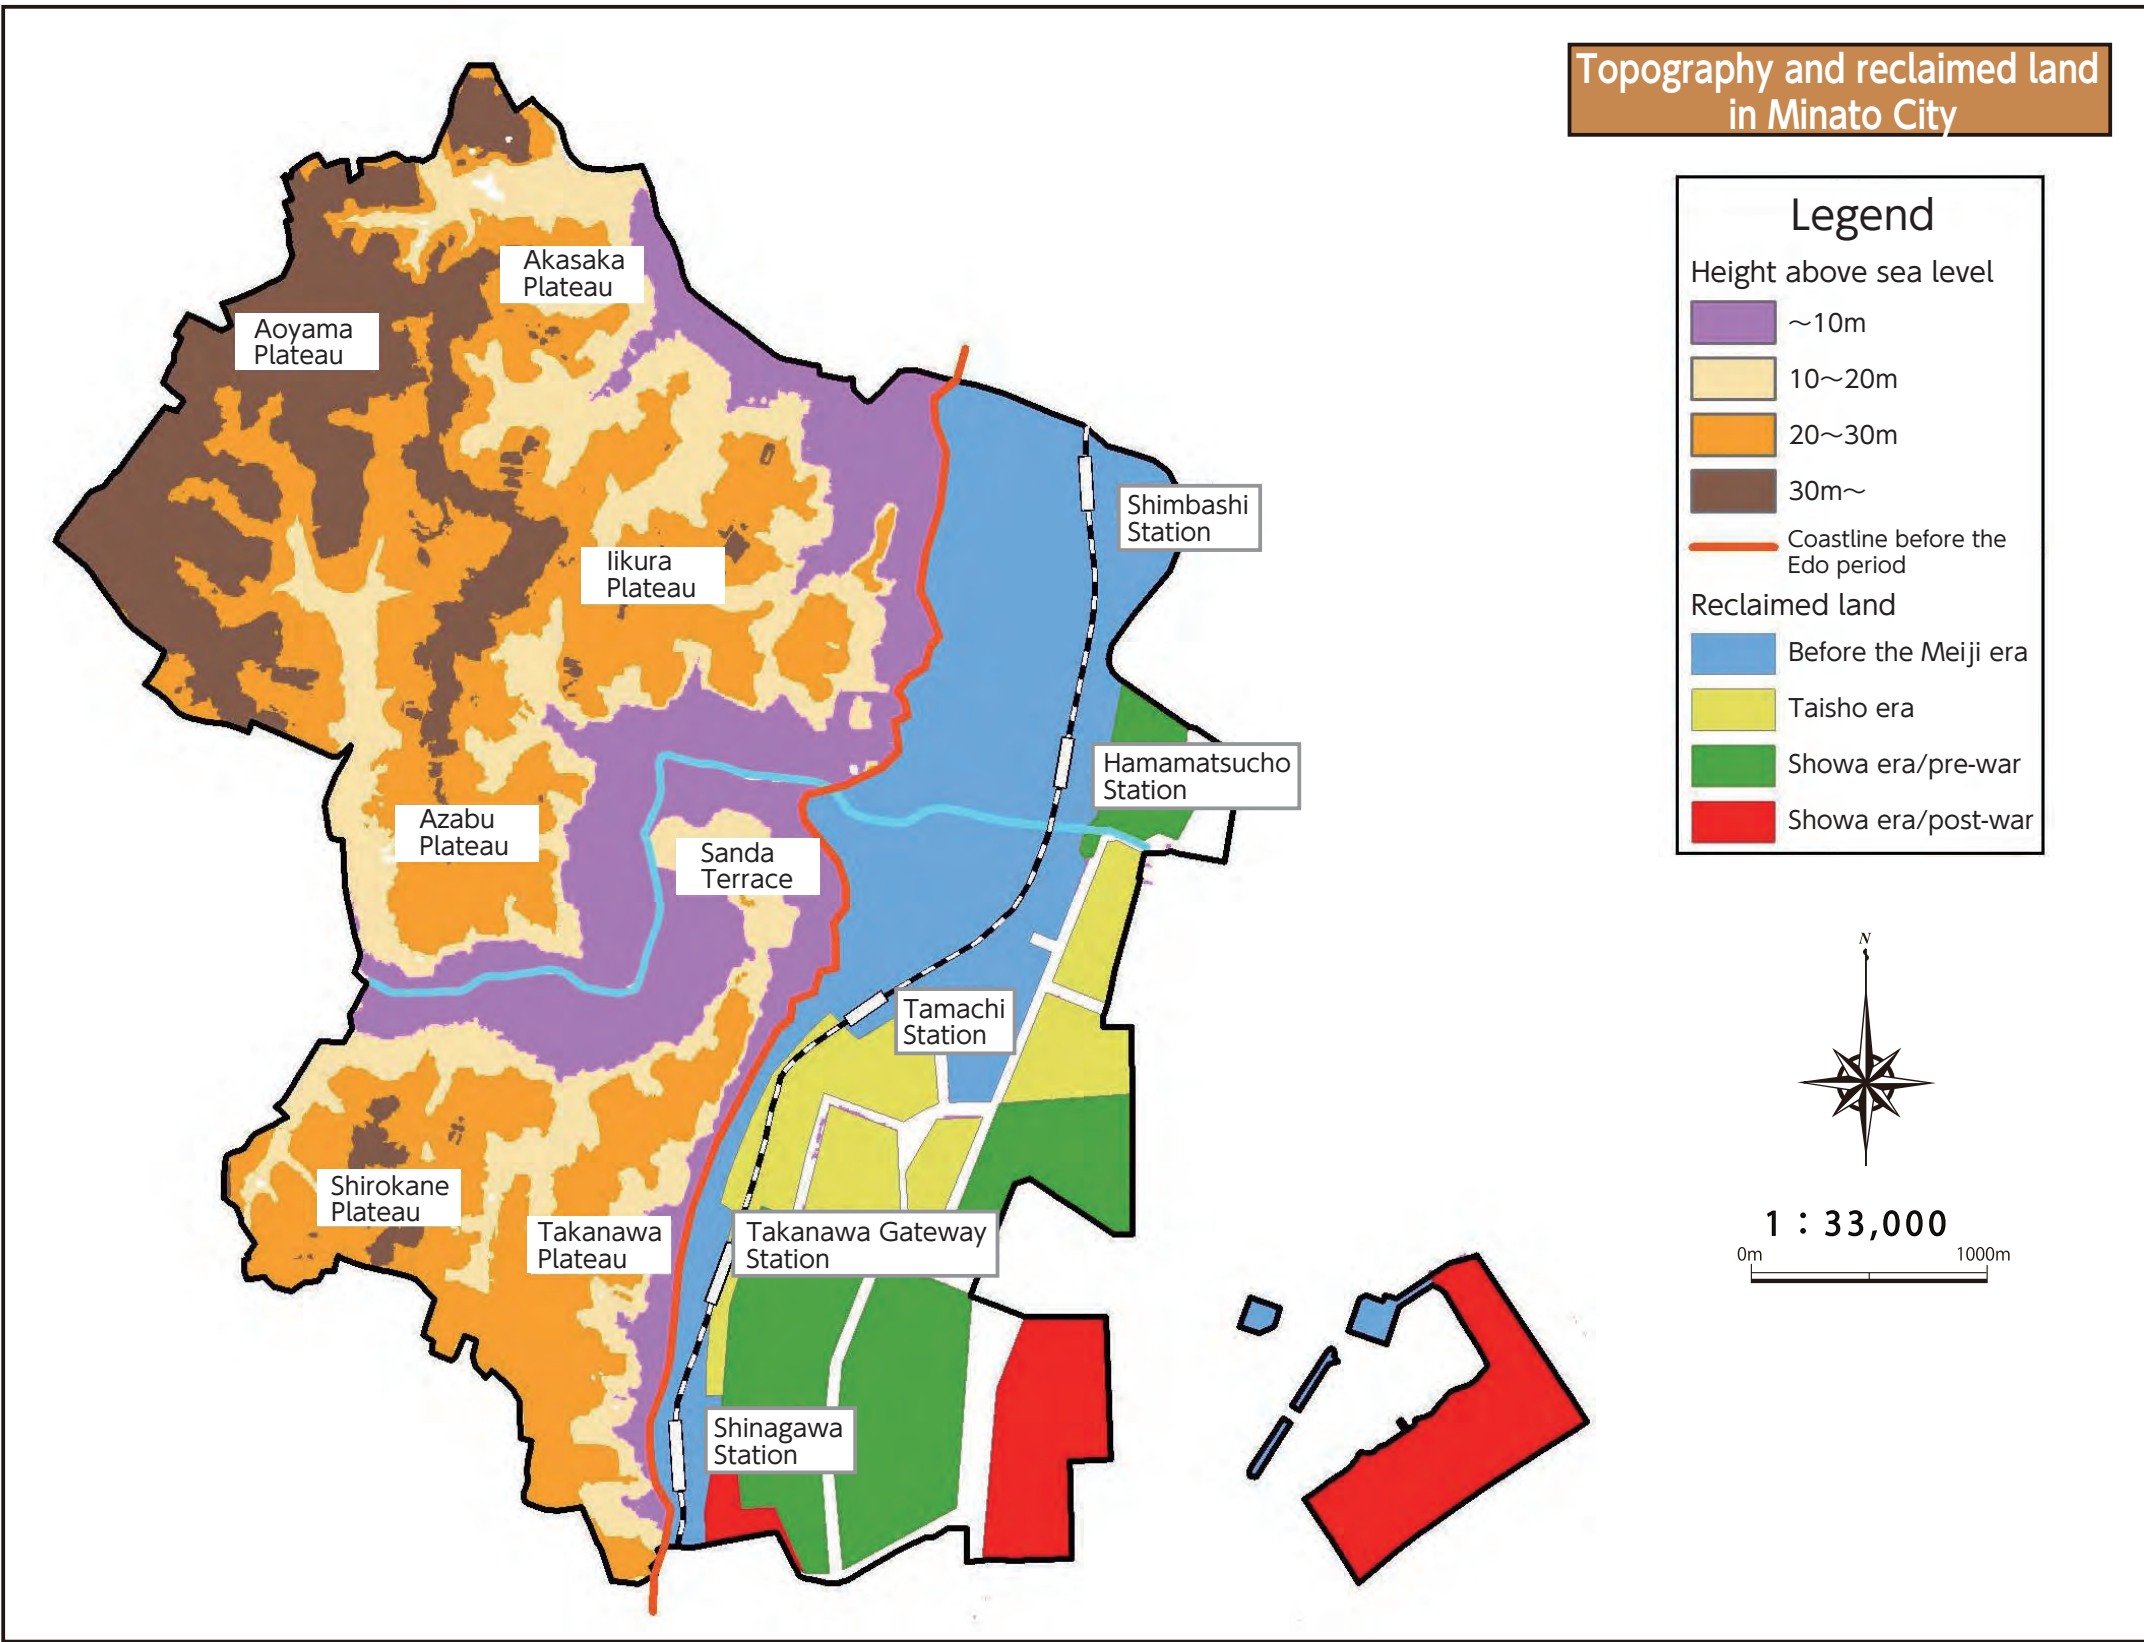 Topography and reclaimed land
in Minato City
Legend
Height above sea level
～10m
10～20m
20～30m
30m～
Coastline before the
Edo period
Reclaimed land
Before the Meiji era
Taisho era
Showa era/pre-war
Showa era/post-war
Akasaka
Plateau
Aoyama
Plateau
Shimbashi
Station
Iikura
Plateau
Hamamatsucho
Station
Azabu
Plateau
Sanda
Terrace
Tamachi
Station
Shirokane
Plateau
Takanawa
Plateau
Takanawa Gateway
Station
Shinagawa
Station
N
1：33,000
0m 1000m